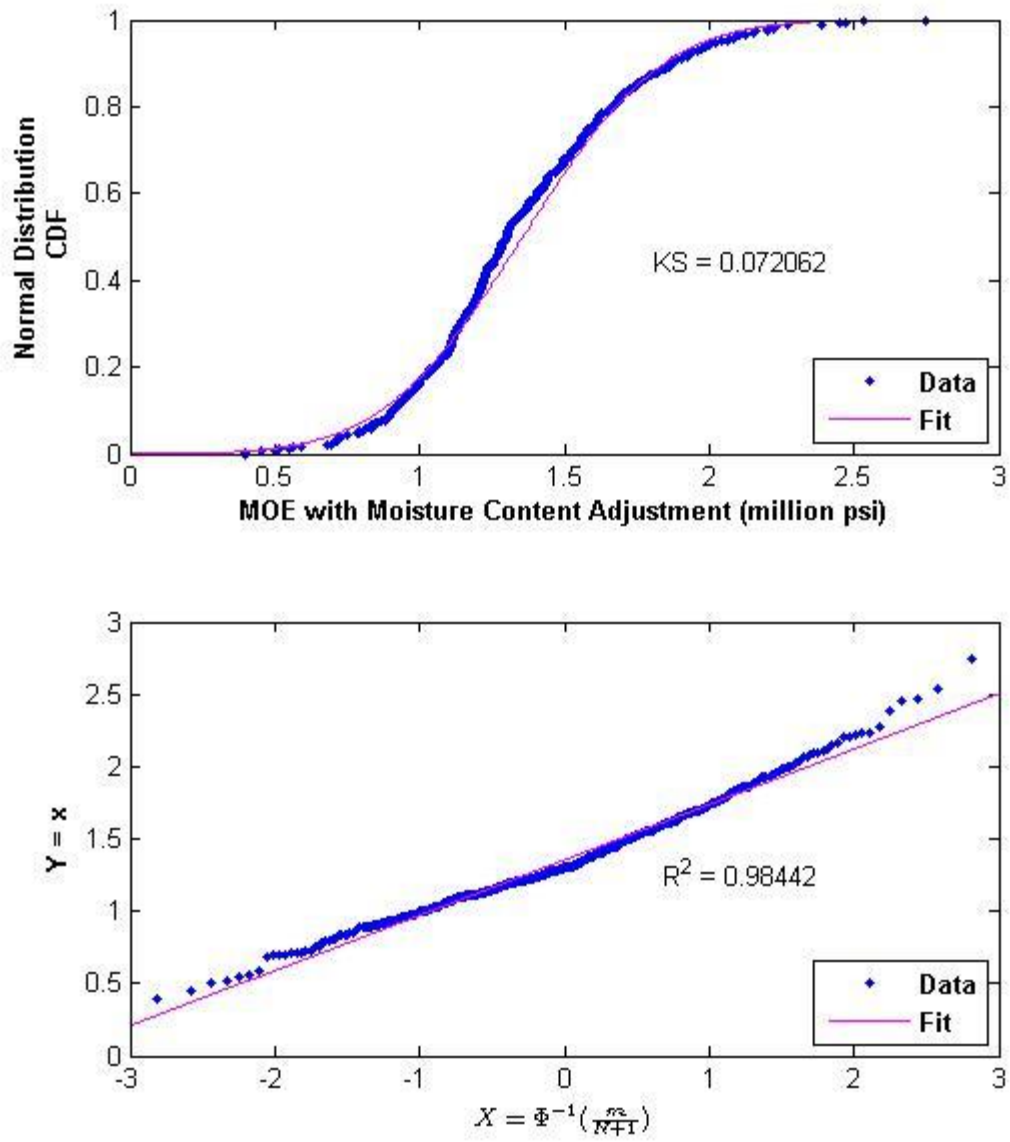 Normal Distribution
CDF
1
0.8
0.6
0.4
0.2
0
KS = 0.072062
Data
Fit
0 0.5 1 1.5 2 2.5 3
MOE with Moisture Content Adjustment (million psi)
Y = x
3
2.5
2
1.5
1
0.5
0
R² = 0.98442
Data
Fit
-3 -2 -1 0 1 2 3
X = Φ⁻¹(m/N+1)